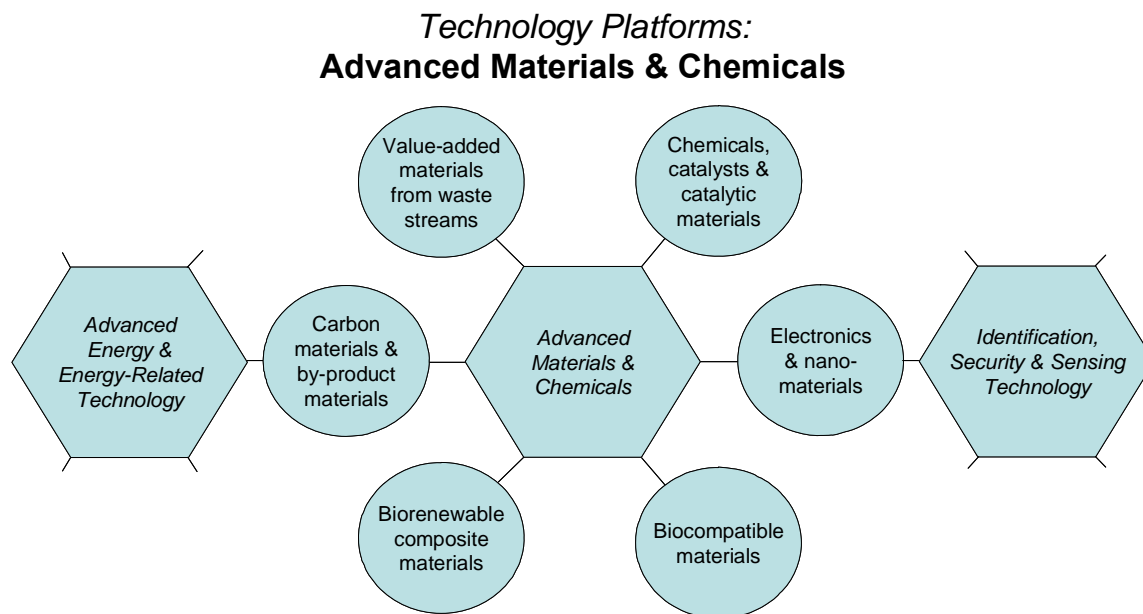 Technology Platforms:
Advanced Materials & Chemicals
Value-added
materials
from waste
streams
Chemicals,
catalysts &
catalytic
materials
Advanced
Energy &
Energy-Related
Technology
Carbon
materials &
by-product
materials
Advanced
Materials &
Chemicals
Electronics
& nano-
materials
Identification,
Security & Sensing
Technology
Biorenewable
composite
materials
Biocompatible
materials